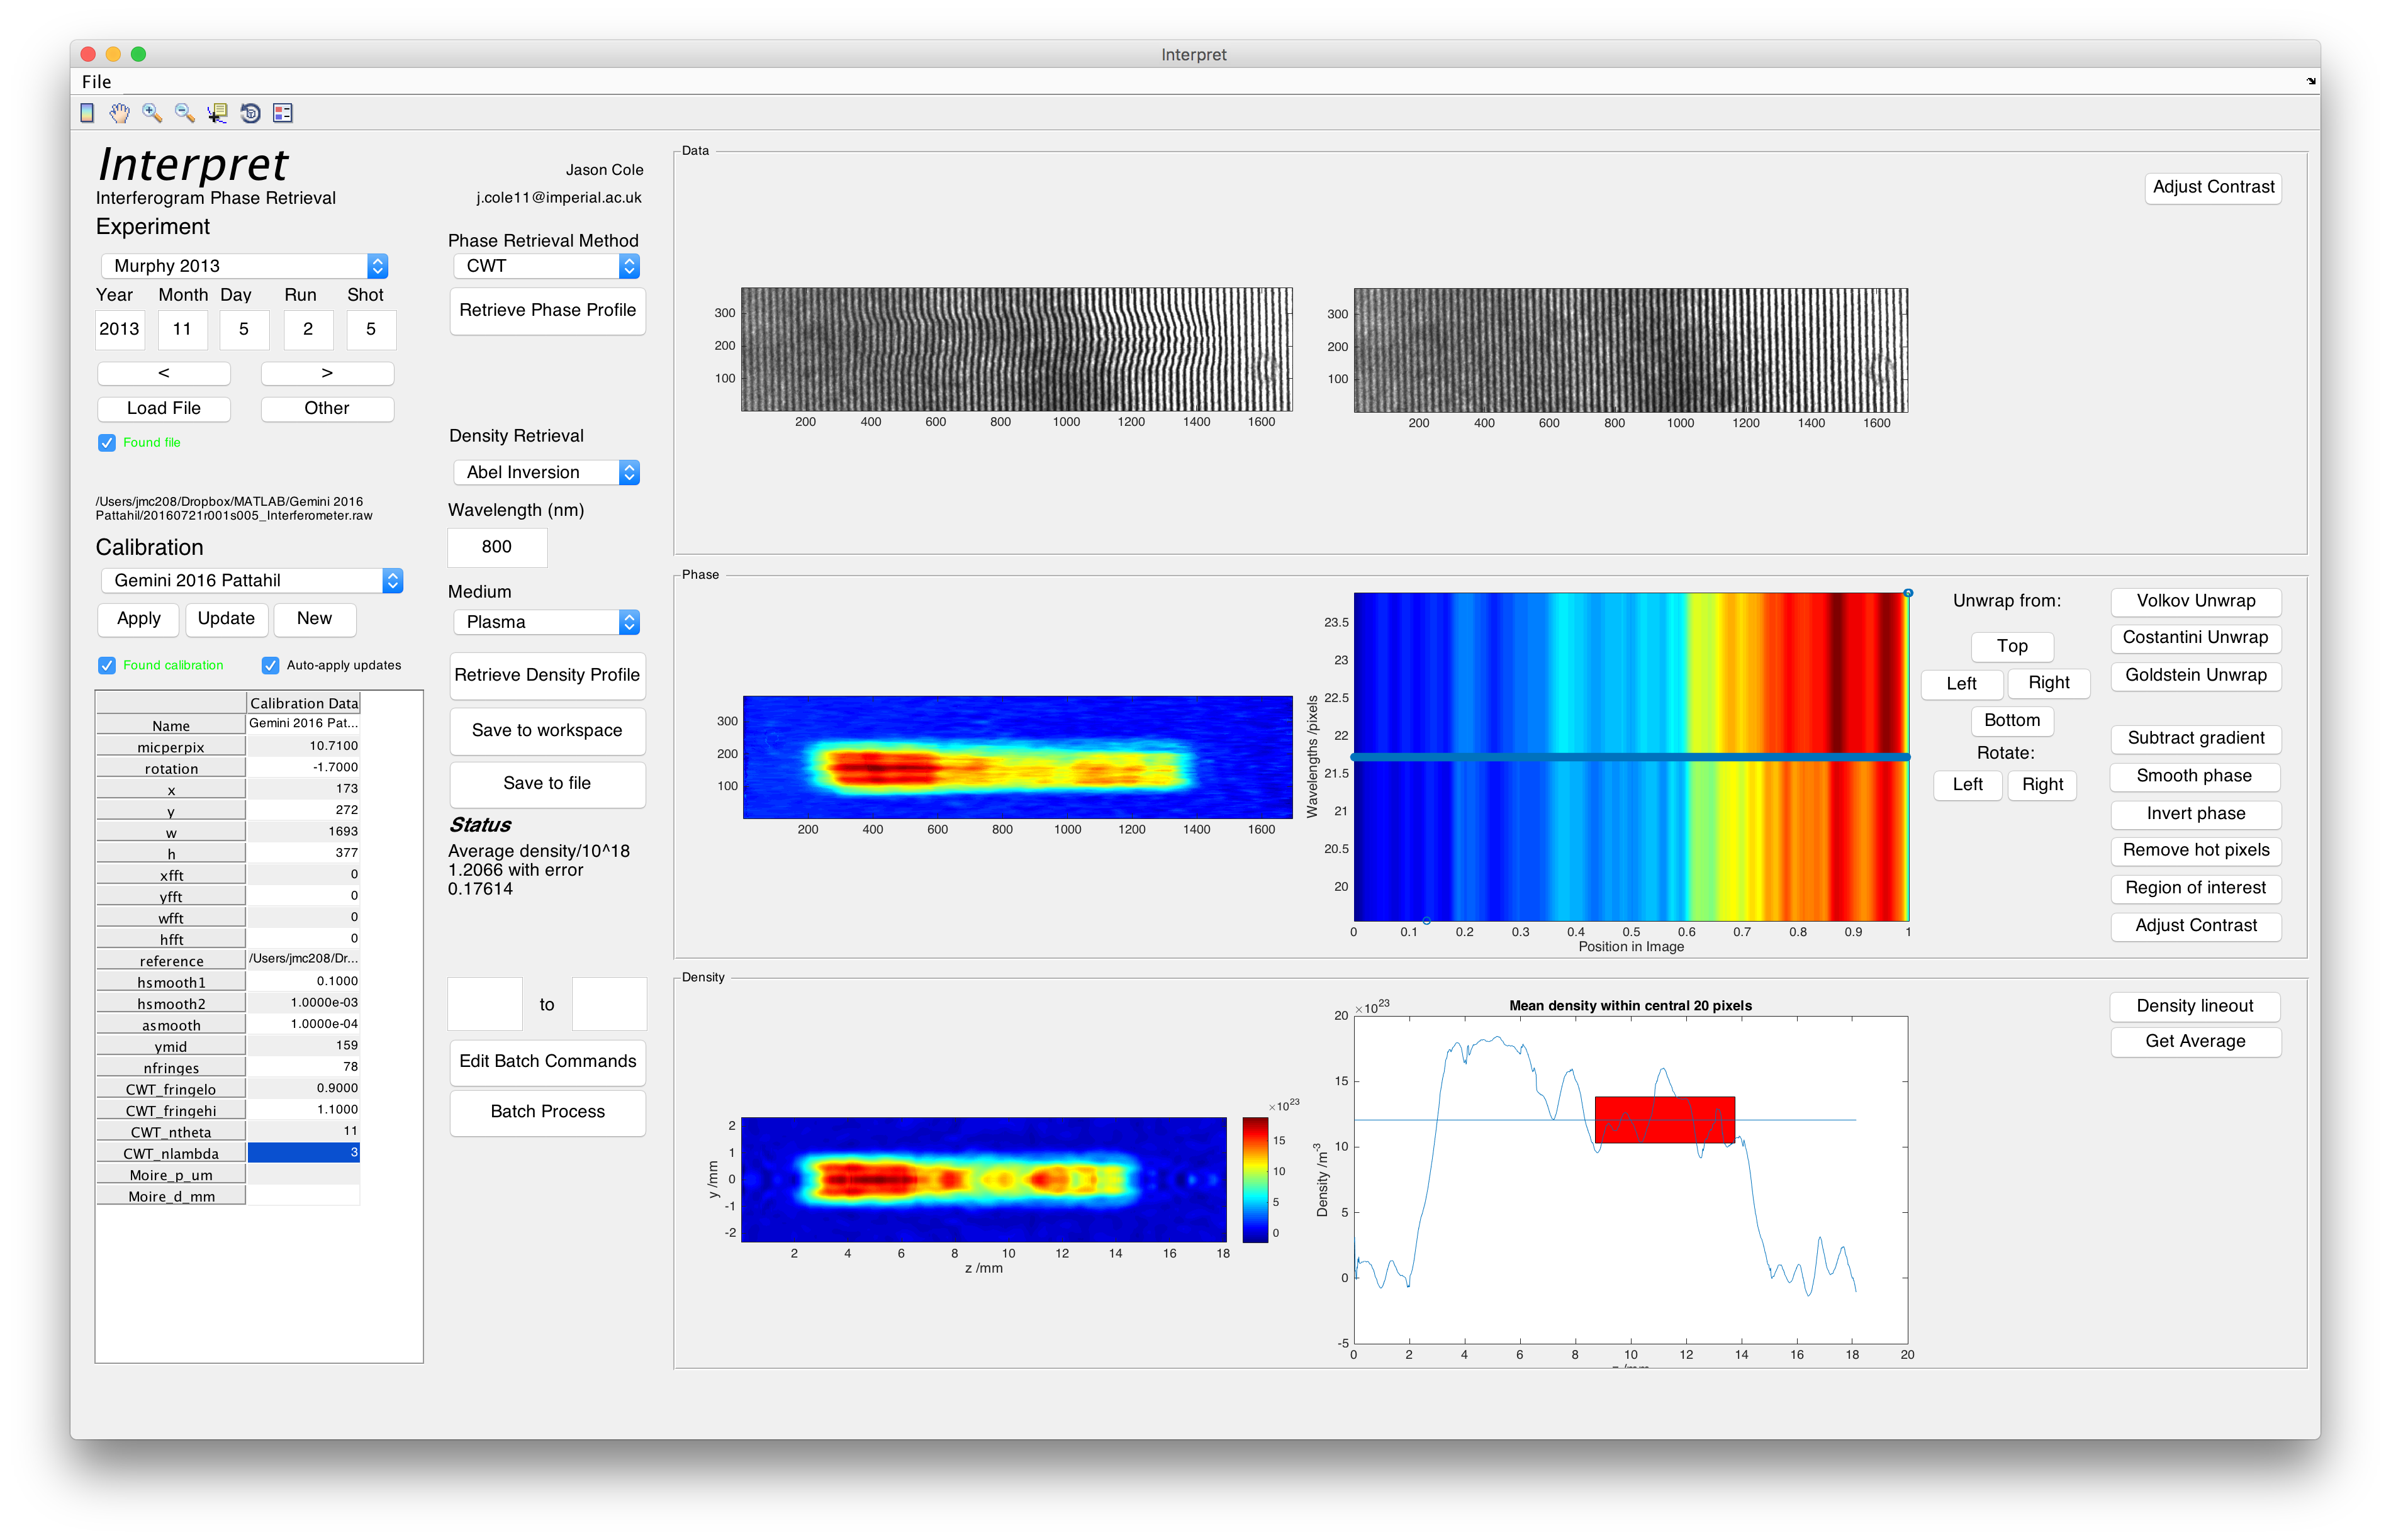 Interpret
File
Interpret
Interferogram Phase Retrieval
Jason Cole
j.cole11@imperial.ac.uk
Experiment
Murphy 2013
Year Month Day Run Shot
2013 11 5 2 5
< >
Load File Other
Found file
/Users/jmc208/Dropbox/MATLAB/Gemini 2016
Pattahil/20160721r001s005_Interferometer.raw
Calibration
Gemini 2016 Pattahil
Apply Update New
Found calibration Auto-apply updates
Calibration Data
Name Gemini 2016 Pat...
micperpix 10.7100
rotation -1.7000
x 173
y 272
w 1693
h 377
xfft 0
yfft 0
wfft 0
hfft 0
reference /Users/jmc208/Dr...
hsmooth1 0.1000
hsmooth2 1.0000e-03
asmooth 1.0000e-04
ymid 159
nfringes 78
CWT_fringelo 0.9000
CWT_fringehi 1.1000
CWT_ntheta 11
CWT_nlambda 3
Moire_p_um
Moire_d_mm
Phase Retrieval Method
CWT
Retrieve Phase Profile
Density Retrieval
Abel Inversion
Wavelength (nm)
800
Medium
Plasma
Retrieve Density Profile
Save to workspace
Save to file
Status
Average density/10^18
1.2066 with error
0.17614
to
Edit Batch Commands
Batch Process
Data
Adjust Contrast
300
200
100
200 400 600 800 1000 1200 1400 1600
300
200
100
200 400 600 800 1000 1200 1400 1600
Phase
300
200
100
200 400 600 800 1000 1200 1400 1600
Wavelengths /pixels
23.5
23
22.5
22
21.5
21
20.5
20
0 0.1 0.2 0.3 0.4 0.5 0.6 0.7 0.8 0.9 1
Position in Image
Unwrap from:
Top
Left Right
Bottom
Rotate:
Left Right
Volkov Unwrap
Costantini Unwrap
Goldstein Unwrap
Subtract gradient
Smooth phase
Invert phase
Remove hot pixels
Region of interest
Adjust Contrast
Density
y /mm
2
1
0
-1
-2
2 4 6 8 10 12 14 16 18
z /mm
×10²³
15
10
5
0
Mean density within central 20 pixels
×10²³
Density /m⁻³
20
15
10
5
0
-5
0 2 4 6 8 10 12 14 16 18 20
Density lineout
Get Average